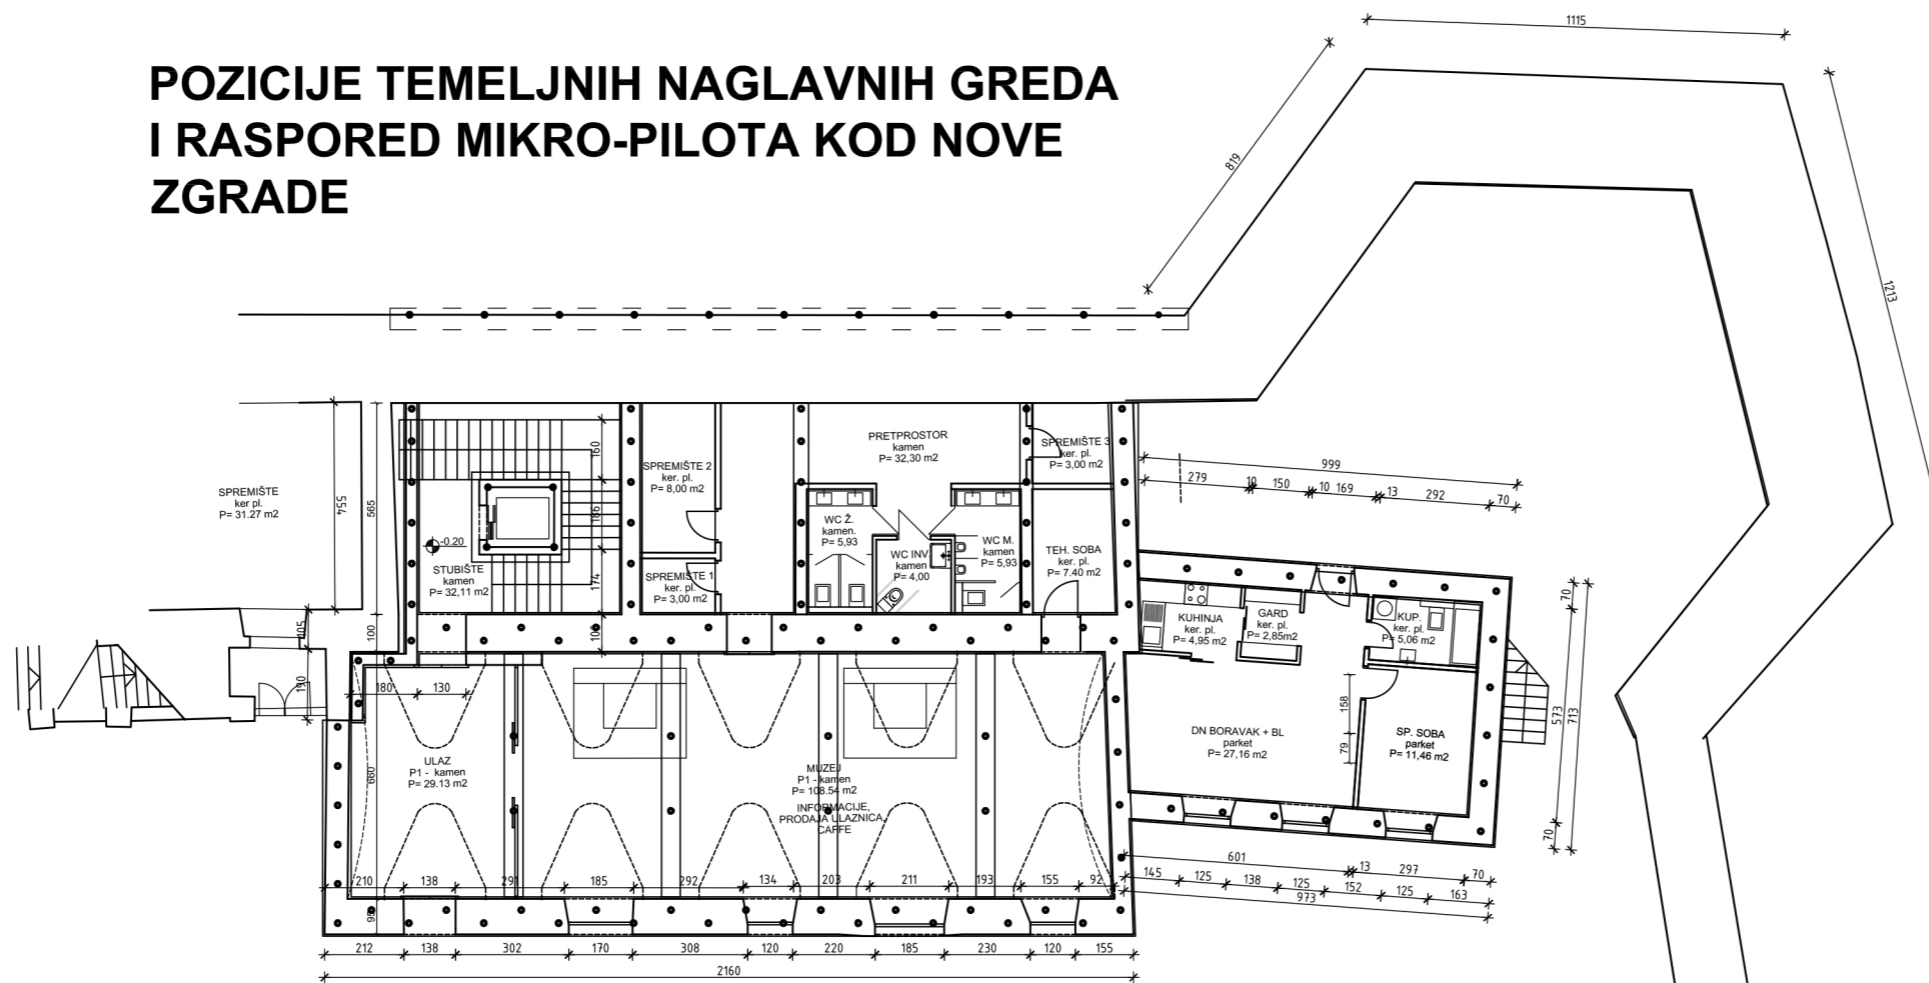 POZICIJE TEMELJNIH NAGLAVNIH GREDA
I RASPORED MIKRO-PILOTA KOD NOVE
ZGRADE
1115
819
1213
SPREMIŠTE
ker pl.
P= 31.27 m2
554
565
105
190
100
160
186
174
-0.20
STUBIŠTE
kamen
P= 32,11 m2
SPREMIŠTE 2
ker. pl.
P= 8,00 m2
SPREMIŠTE 1
ker. pl.
P= 3,00 m2
PRETPROSTOR
kamen
P= 32,30 m2
WC Ž.
kamen.
P= 5,93
WC INV.
kamen
P= 4,00
WC M.
kamen
P= 5,93
SPREMIŠTE 3
ker. pl.
P= 3,00 m2
TEH. SOBA
ker. pl.
P= 7.40 m2
999
279 10 150 10 169 13 292 70
KUHINJA
ker. pl.
P= 4,95 m2
GARD
ker. pl.
P= 2,85m2
KUP.
ker. pl.
P= 5,06 m2
DN BORAVAK + BL
parket
P= 27,16 m2
SP. SOBA
parket
P= 11,46 m2
158
79
70
573
713
70
180 130
660
ULAZ
P1 - kamen
P= 29.13 m2
MUZEJ
P1 - kamen
P= 108.54 m2
INFORMACIJE,
PRODAJA ULAZNICA,
CAFFE
210 138 291 185 292 134 203 211 193 155 92
212 138 302 170 308 120 220 185 230 120 155
2160
601 13 297 70
145 125 138 125 152 125 163
973